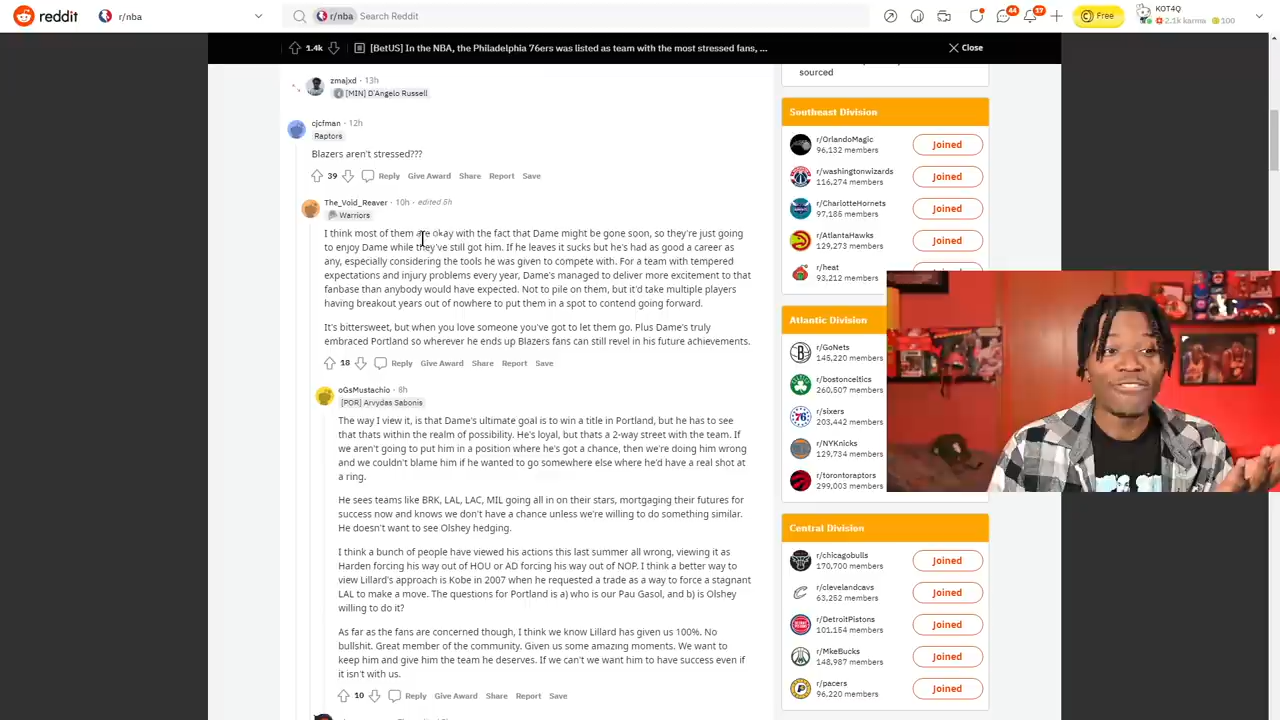 reddit
r/nba
r/nba Search Reddit
44
17
Free
KOT4Q
2.1k karma 100
1.4k
[BetUS] In the NBA, the Philadelphia 76ers was listed as team with the most stressed fans, ...
Close
zmajxd · 13h
[MIN] D'Angelo Russell
cjcfman · 12h
Raptors
Blazers aren't stressed???
39 Reply Give Award Share Report Save
The_Void_Reaver · 10h · edited 5h
Warriors
I think most of them are okay with the fact that Dame might be gone soon, so they're just going
to enjoy Dame while they've still got him. If he leaves it sucks but he's had as good a career as
any, especially considering the tools he was given to compete with. For a team with tempered
expectations and injury problems every year, Dame's managed to deliver more excitement to that
fanbase than anybody would have expected. Not to pile on them, but it'd take multiple players
having breakout years out of nowhere to put them in a spot to contend going forward.
It's bittersweet, but when you love someone you've got to let them go. Plus Dame's truly
embraced Portland so wherever he ends up Blazers fans can still revel in his future achievements.
18 Reply Give Award Share Report Save
oGsMustachio · 8h
[POR] Arvydas Sabonis
The way I view it, is that Dame's ultimate goal is to win a title in Portland, but he has to see
that thats within the realm of possibility. He's loyal, but thats a 2-way street with the team. If
we aren't going to put him in a position where he's got a chance, then we're doing him wrong
and we couldn't blame him if he wanted to go somewhere else where he'd have a real shot at
a ring.
He sees teams like BRK, LAL, LAC, MIL going all in on their stars, mortgaging their futures for
success now and knows we don't have a chance unless we're willing to do something similar.
He doesn't want to see Olshey hedging.
I think a bunch of people have viewed his actions this last summer all wrong, viewing it as
Harden forcing his way out of HOU or AD forcing his way out of NOP. I think a better way to
view Lillard's approach is Kobe in 2007 when he requested a trade as a way to force a stagnant
LAL to make a move. The questions for Portland is a) who is our Pau Gasol, and b) is Olshey
willing to do it?
As far as the fans are concerned though, I think we know Lillard has given us 100%. No
bullshit. Great member of the community. Given us some amazing moments. We want to
keep him and give him the team he deserves. If we can't we want him to have success even if
it isn't with us.
10 Reply Give Award Share Report Save
sourced
Southeast Division
r/OrlandoMagic
96,132 members
Joined
r/washingtonwizards
116,274 members
Joined
r/CharlotteHornets
97,185 members
Joined
r/AtlantaHawks
129,273 members
Joined
r/heat
93,212 members
Atlantic Division
r/GoNets
145,220 members
r/bostonceltics
260,507 members
r/sixers
203,442 members
r/NYKnicks
129,734 members
r/torontoraptors
299,003 members
Central Division
r/chicagobulls
170,700 members
Joined
r/clevelandcavs
63,252 members
Joined
r/DetroitPistons
101,154 members
Joined
r/MkeBucks
148,987 members
Joined
r/pacers
96,220 members
Joined